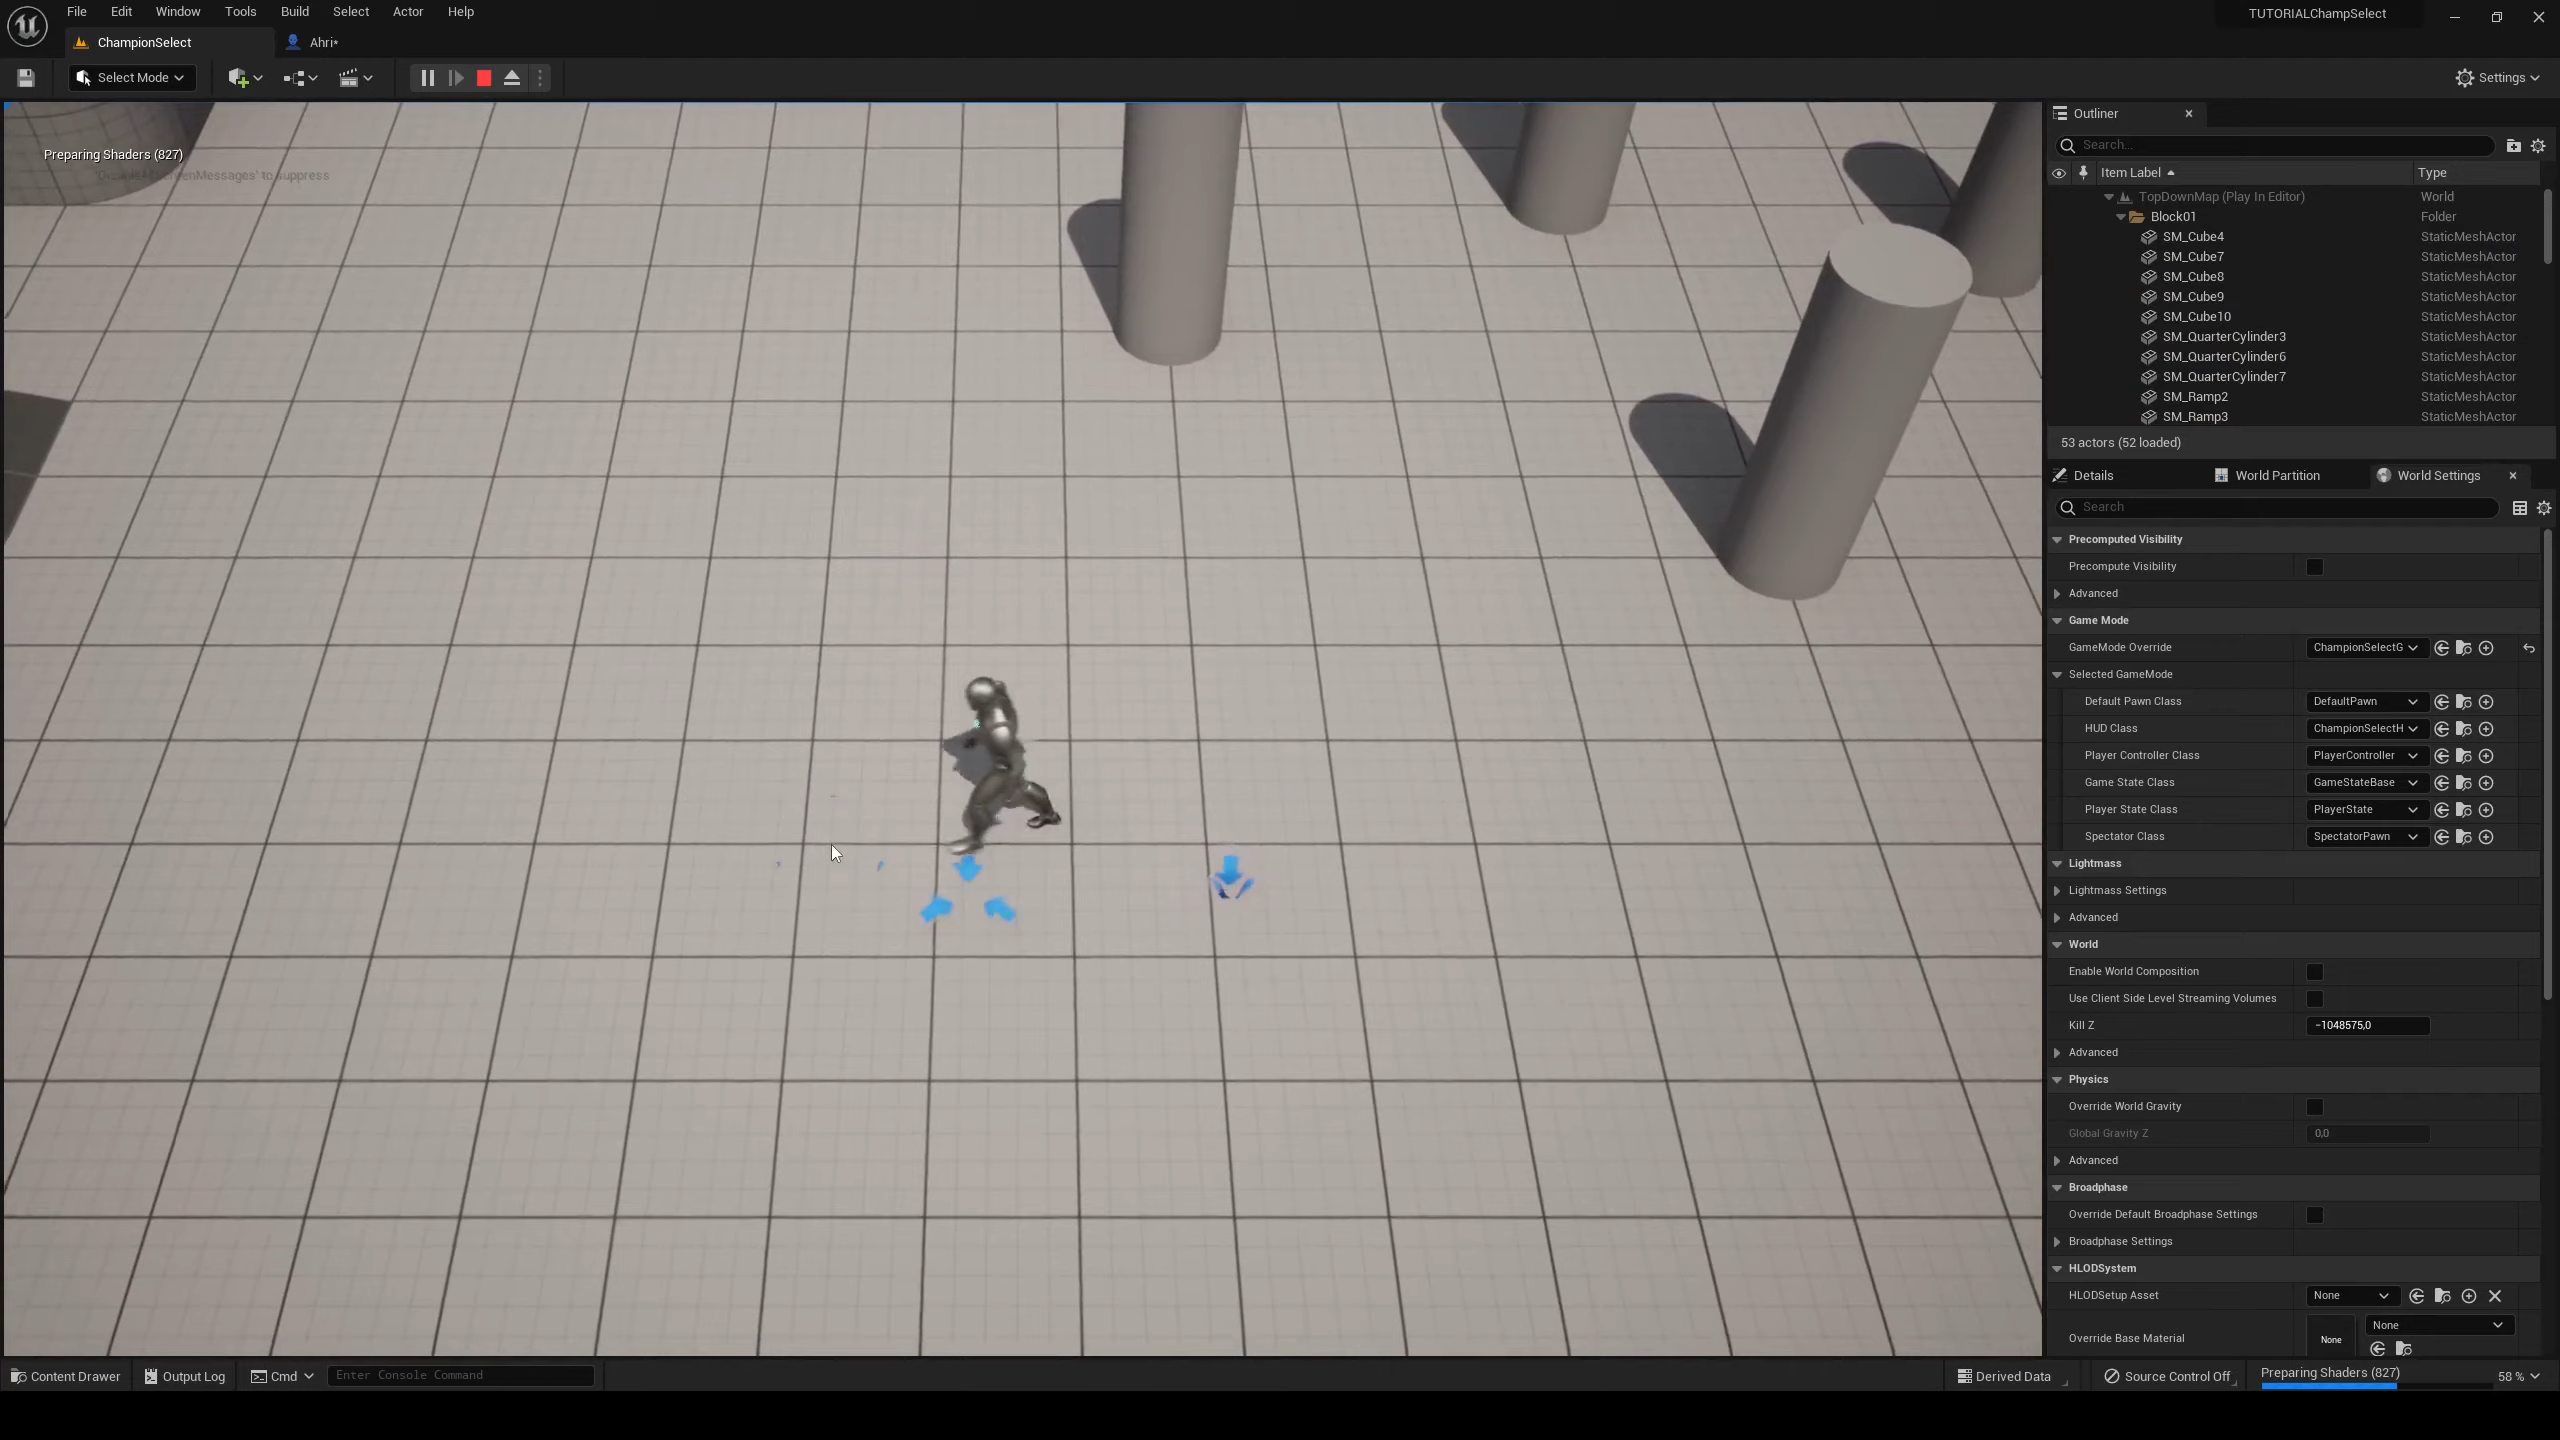 File Edit Window Tools Build Select Actor Help
TUTORIALChampSelect
ChampionSelect
Ahri*
Select Mode
Settings
Preparing Shaders (827)
to suppress
Outliner
Search...
Item Label
Type
TopDownMap (Play In Editor) World
Block01 Folder
SM_Cube4 StaticMeshActor
SM_Cube7 StaticMeshActor
SM_Cube8 StaticMeshActor
SM_Cube9 StaticMeshActor
SM_Cube10 StaticMeshActor
SM_QuarterCylinder3 StaticMeshActor
SM_QuarterCylinder6 StaticMeshActor
SM_QuarterCylinder7 StaticMeshActor
SM_Ramp2 StaticMeshActor
SM_Ramp3 StaticMeshActor
53 actors (52 loaded)
Details
World Partition
World Settings
Search
Precomputed Visibility
Precompute Visibility
Advanced
Game Mode
GameMode Override ChampionSelectG
Selected GameMode
Default Pawn Class DefaultPawn
HUD Class ChampionSelectH
Player Controller Class PlayerController
Game State Class GameStateBase
Player State Class PlayerState
Spectator Class SpectatorPawn
Lightmass
Lightmass Settings
Advanced
World
Enable World Composition
Use Client Side Level Streaming Volumes
Kill Z -1048575,0
Advanced
Physics
Override World Gravity
Global Gravity Z 0,0
Advanced
Broadphase
Override Default Broadphase Settings
Broadphase Settings
HLODSystem
HLODSetup Asset None
None
Override Base Material None
Content Drawer
Output Log
Cmd
Enter Console Command
Derived Data
Source Control Off
Preparing Shaders (827)
58 %